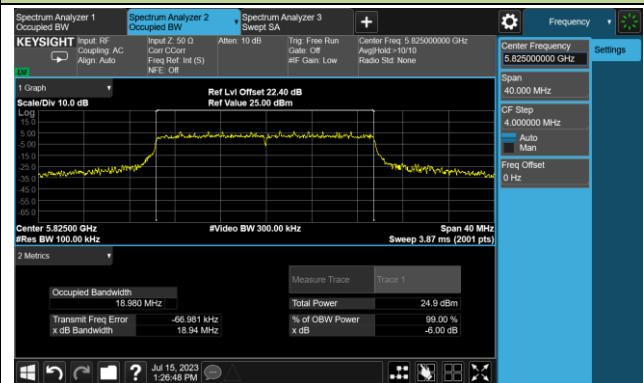 Spectrum Analyzer 1
Occupied BW
Spectrum Analyzer 2
Occupied BW
Spectrum Analyzer 3
Swept SA
Frequency
KEYSIGHT
Input: RF
Coupling: AC
Align: Auto
Input Z: 50 Ω
Corr CCorr
Freq Ref: Int (S)
NFE: Off
Atten: 10 dB
Trig: Free Run
Gate: Off
#IF Gain: Low
Center Freq: 5.825000000 GHz
Avg|Hold:>10/10
Radio Std: None
Center Frequency
5.825000000 GHz
Settings
Span
40.000 MHz
CF Step
4.000000 MHz
Auto
Man
Freq Offset
0 Hz
1 Graph
Scale/Div 10.0 dB
Ref Lvl Offset 22.40 dB
Ref Value 25.00 dBm
Log
15.0
5.00
-5.00
-15.0
-25.0
-35.0
-45.0
-55.0
-65.0
Center 5.82500 GHz
#Video BW 300.00 kHz
Span 40 MHz
#Res BW 100.00 kHz
Sweep 3.87 ms (2001 pts)
2 Metrics
Measure Trace
Trace 1
Occupied Bandwidth
18.980 MHz
Total Power
24.9 dBm
Transmit Freq Error
-66.981 kHz
% of OBW Power
99.00 %
x dB Bandwidth
18.94 MHz
x dB
-6.00 dB
Jul 15, 2023
1:26:48 PM